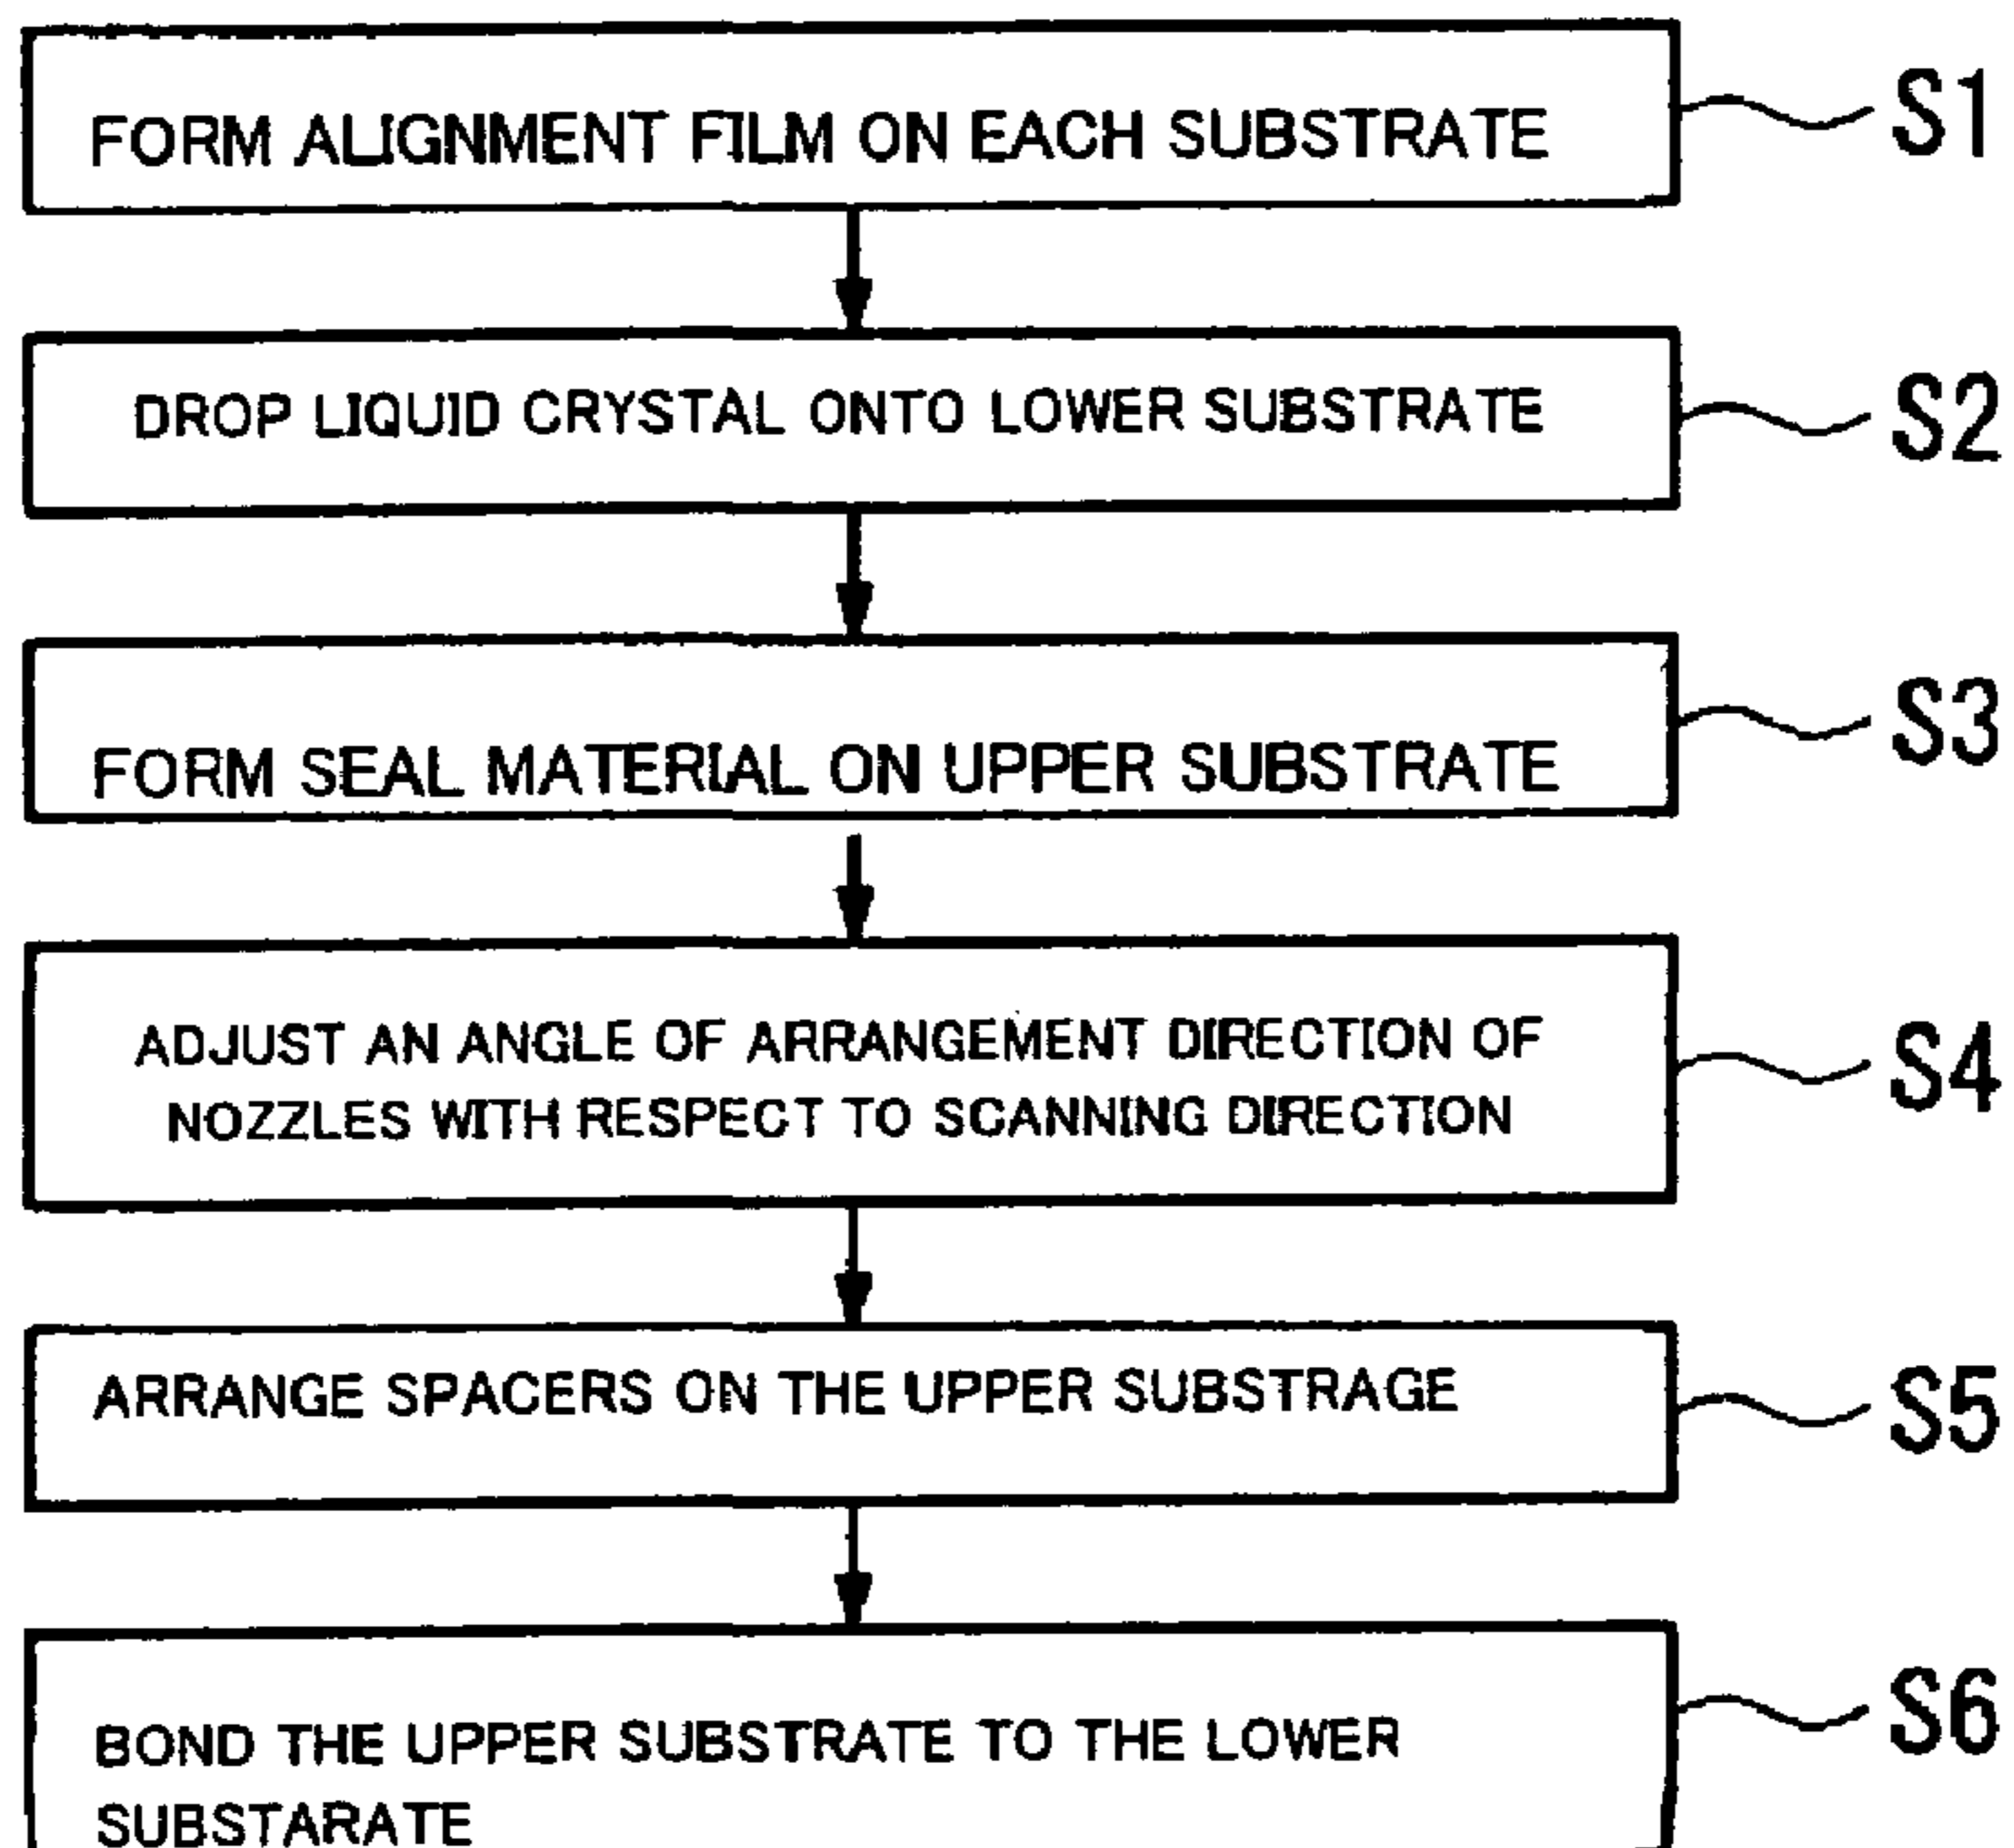 FORM ALIGNMENT FILM ON EACH SUBSTRATE
S1
DROP LIQUID CRYSTAL ONTO LOWER SUBSTRATE
S2
FORM SEAL MATERIAL ON UPPER SUBSTRATE
S3
ADJUST AN ANGLE OF ARRANGEMENT DIRECTION OF
NOZZLES WITH RESPECT TO SCANNING DIRECTION
S4
ARRANGE SPACERS ON THE UPPER SUBSTRAGE
S5
BOND THE UPPER SUBSTRATE TO THE LOWER
SUBSTARATE
S6